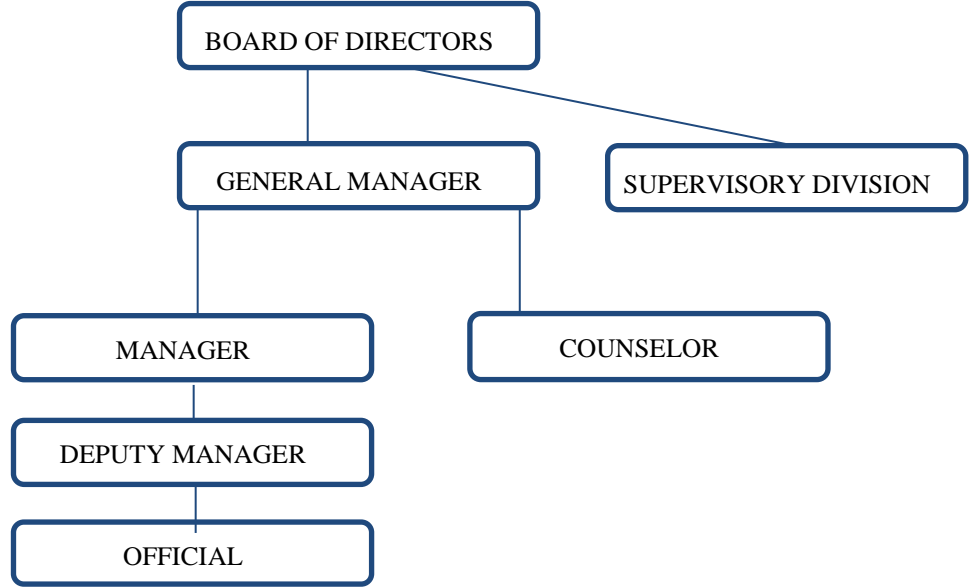 BOARD OF DIRECTORS
GENERAL MANAGER
SUPERVISORY DIVISION
MANAGER
COUNSELOR
DEPUTY MANAGER
OFFICIAL